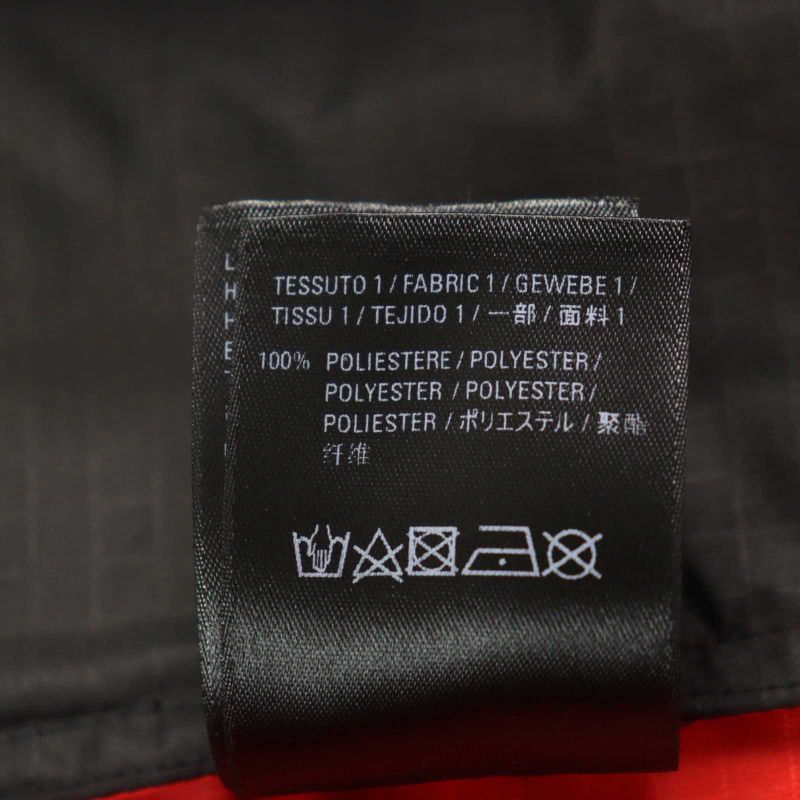 TESSUTO 1 / FABRIC 1 / GEWEBE 1 /
TISSU 1 / TEJIDO 1 / 一部 / 面料 1
100% POLIESTERE / POLYESTER /
POLYESTER / POLYESTER /
POLIESTER / ポリエステル / 聚酯
纤维